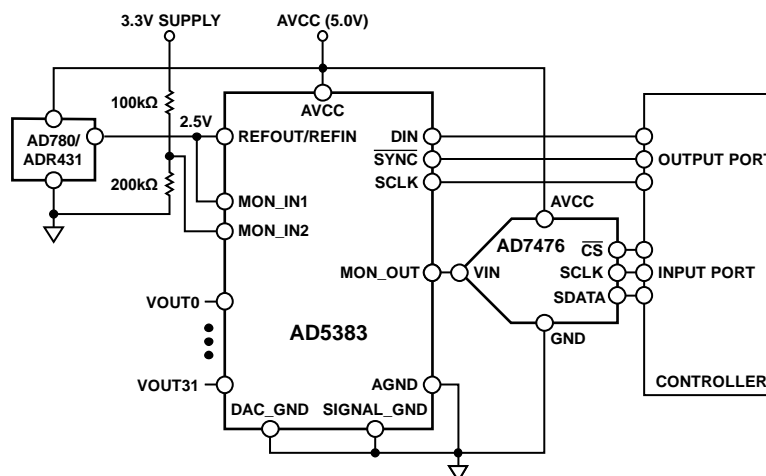 3.3V SUPPLY
AVCC (5.0V)
100kΩ
AVCC
AD780/
ADR431
2.5V
REFOUT/REFIN
DIN
SYNC
OUTPUT PORT
SCLK
200kΩ
MON_IN1
AVCC
MON_IN2
AD7476
CS
MON_OUT
VIN
SCLK
INPUT PORT
SDATA
VOUT0
AD5383
GND
VOUT31
AGND
CONTROLLER
DAC_GND
SIGNAL_GND